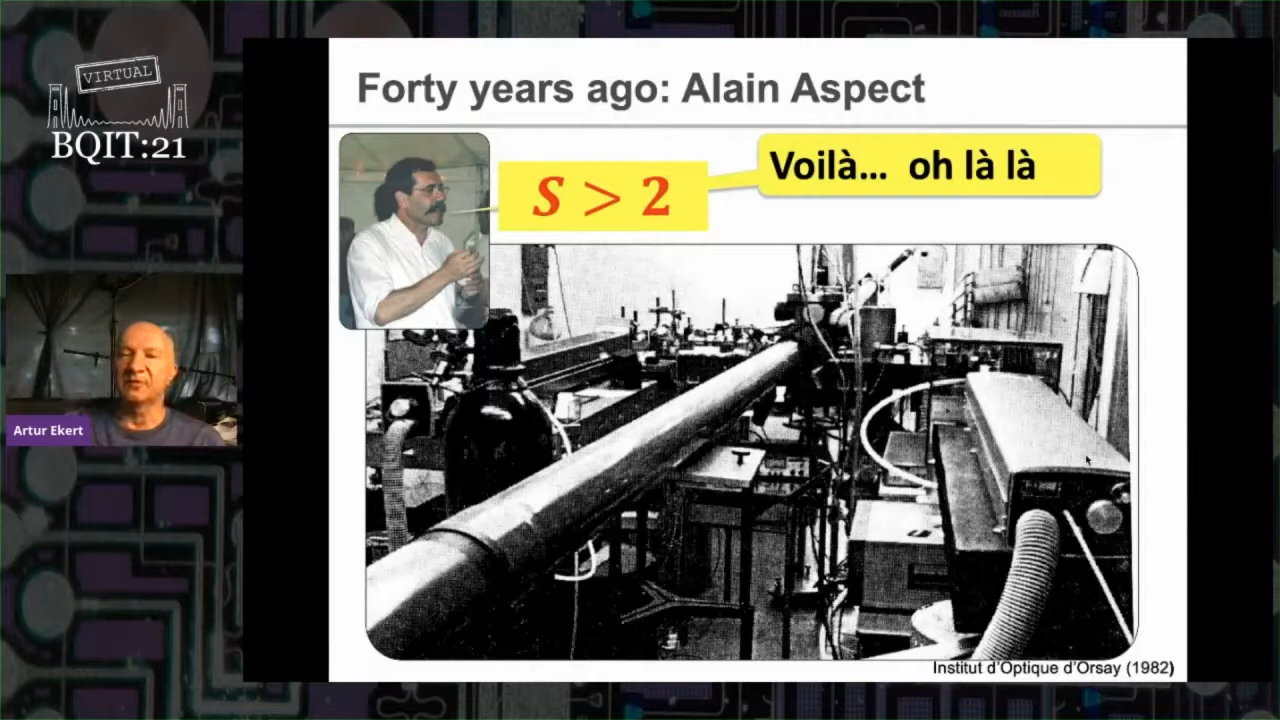 VIRTUAL
BQIT:21
Artur Ekert
Forty years ago: Alain Aspect
S > 2
Voilà... oh là là
Institut d'Optique d'Orsay (1982)